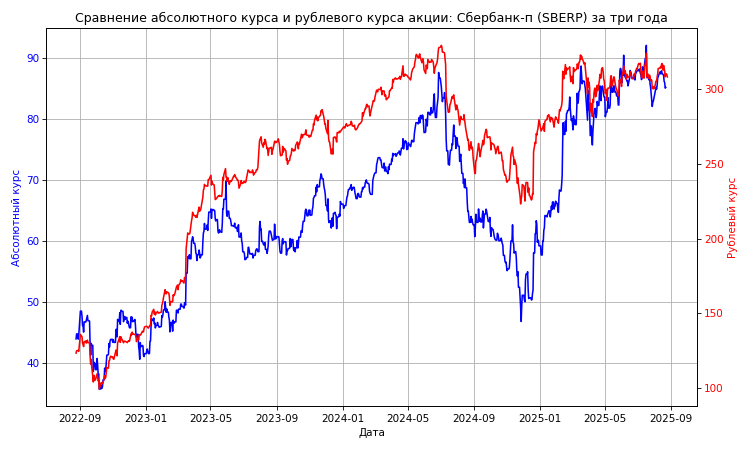 Сравнение абсолютного курса и рублевого курса акции: Сбербанк-п (SBERP) за три года
90
80
70
60
50
40
Абсолютный курс
300
250
200
150
100
Рублевый курс
2022-09 2023-01 2023-05 2023-09 2024-01 2024-05 2024-09 2025-01 2025-05 2025-09
Дата